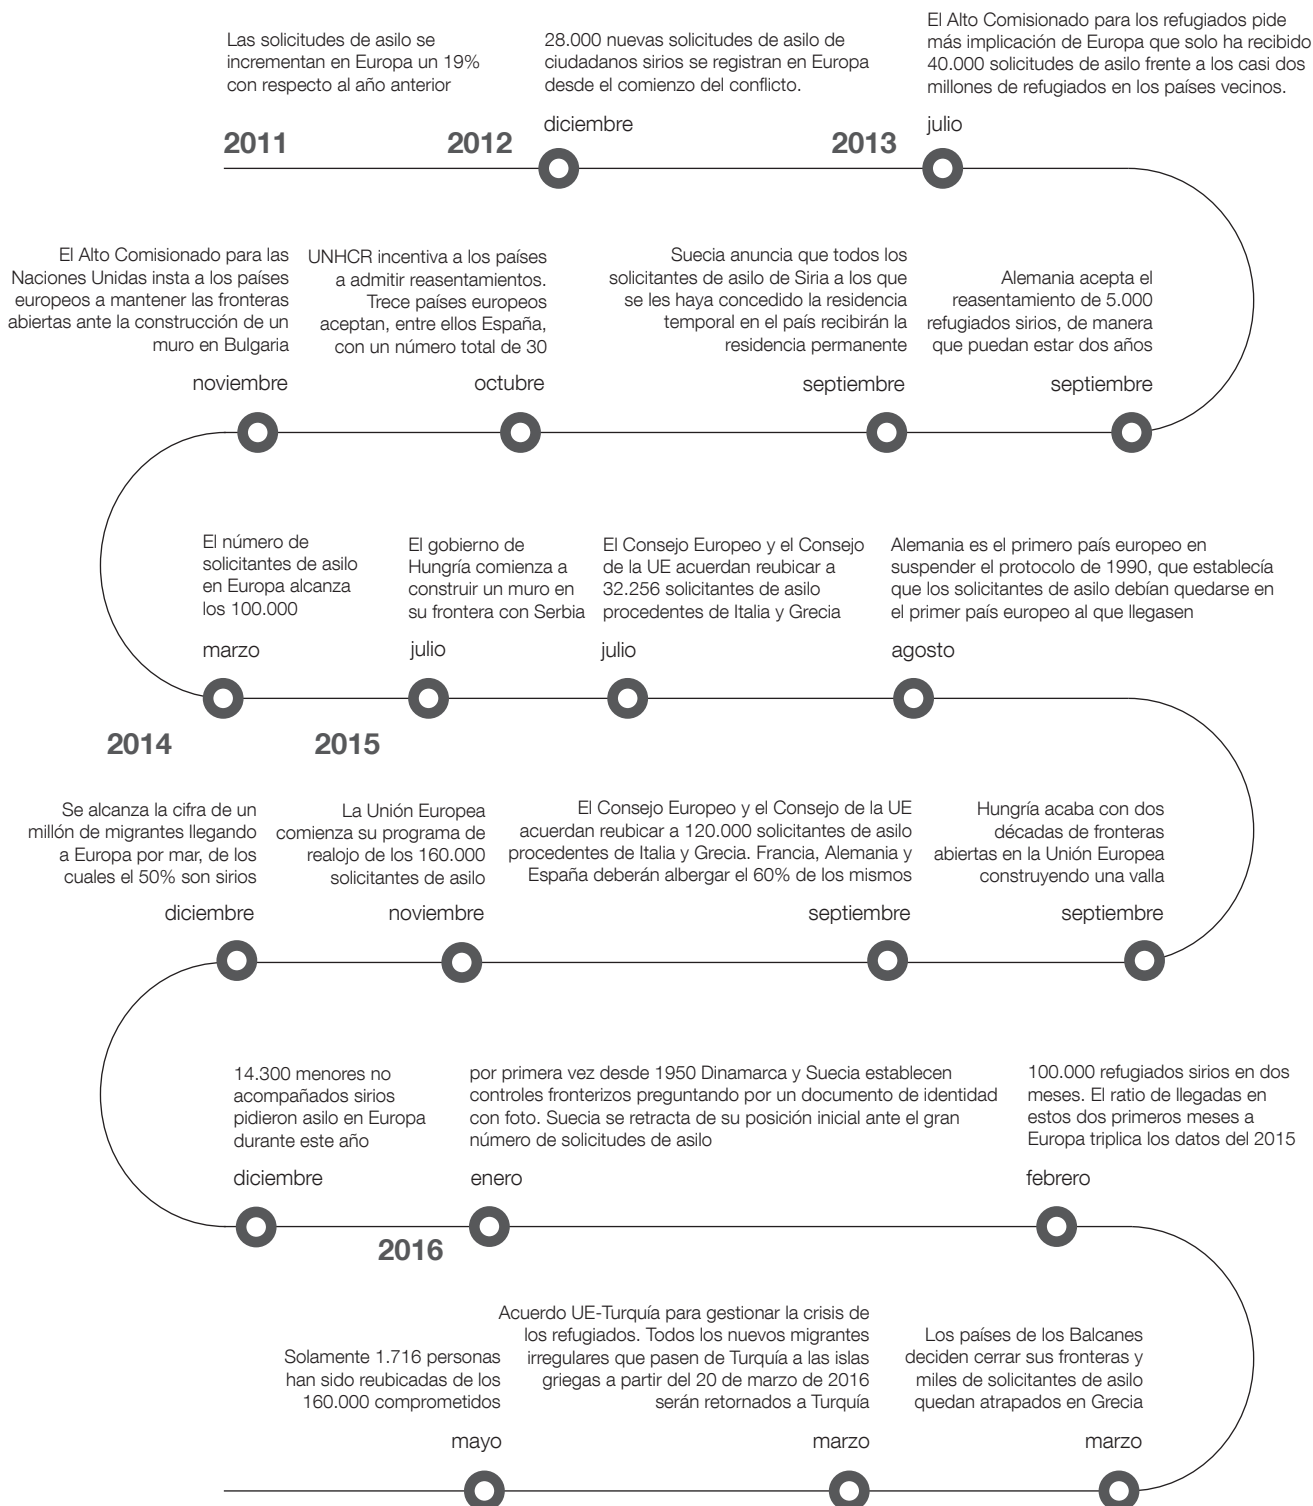 Las solicitudes de asilo se
incrementan en Europa un 19%
con respecto al año anterior
2011
28.000 nuevas solicitudes de asilo de
ciudadanos sirios se registran en Europa
desde el comienzo del conflicto.
diciembre
2012
El Alto Comisionado para los refugiados pide
más implicación de Europa que solo ha recibido
40.000 solicitudes de asilo frente a los casi dos
millones de refugiados en los países vecinos.
julio
2013
Alemania acepta el
reasentamiento de 5.000
refugiados sirios, de manera
que puedan estar dos años
septiembre
Suecia anuncia que todos los
solicitantes de asilo de Siria a los que
se les haya concedido la residencia
temporal en el país recibirán la
residencia permanente
septiembre
UNHCR incentiva a los países
a admitir reasentamientos.
Trece países europeos
aceptan, entre ellos España,
con un número total de 30
octubre
El Alto Comisionado para las
Naciones Unidas insta a los países
europeos a mantener las fronteras
abiertas ante la construcción de un
muro en Bulgaria
noviembre
El número de
solicitantes de asilo
en Europa alcanza
los 100.000
marzo
2014
El gobierno de
Hungría comienza a
construir un muro en
su frontera con Serbia
julio
2015
El Consejo Europeo y el Consejo
de la UE acuerdan reubicar a
32.256 solicitantes de asilo
procedentes de Italia y Grecia
julio
Alemania es el primero país europeo en
suspender el protocolo de 1990, que establecía
que los solicitantes de asilo debían quedarse en
el primer país europeo al que llegasen
agosto
Hungría acaba con dos
décadas de fronteras
abiertas en la Unión Europea
construyendo una valla
septiembre
El Consejo Europeo y el Consejo de la UE
acuerdan reubicar a 120.000 solicitantes de asilo
procedentes de Italia y Grecia. Francia, Alemania y
España deberán albergar el 60% de los mismos
septiembre
La Unión Europea
comienza su programa de
realojo de los 160.000
solicitantes de asilo
noviembre
Se alcanza la cifra de un
millón de migrantes llegando
a Europa por mar, de los
cuales el 50% son sirios
diciembre
14.300 menores no
acompañados sirios
pidieron asilo en Europa
durante este año
diciembre
por primera vez desde 1950 Dinamarca y Suecia establecen
controles fronterizos preguntando por un documento de identidad
con foto. Suecia se retracta de su posición inicial ante el gran
número de solicitudes de asilo
enero
2016
100.000 refugiados sirios en dos
meses. El ratio de llegadas en
estos dos primeros meses a
Europa triplica los datos del 2015
febrero
Los países de los Balcanes
deciden cerrar sus fronteras y
miles de solicitantes de asilo
quedan atrapados en Grecia
marzo
Acuerdo UE-Turquía para gestionar la crisis de
los refugiados. Todos los nuevos migrantes
irregulares que pasen de Turquía a las islas
griegas a partir del 20 de marzo de 2016
serán retornados a Turquía
marzo
Solamente 1.716 personas
han sido reubicadas de los
160.000 comprometidos
mayo